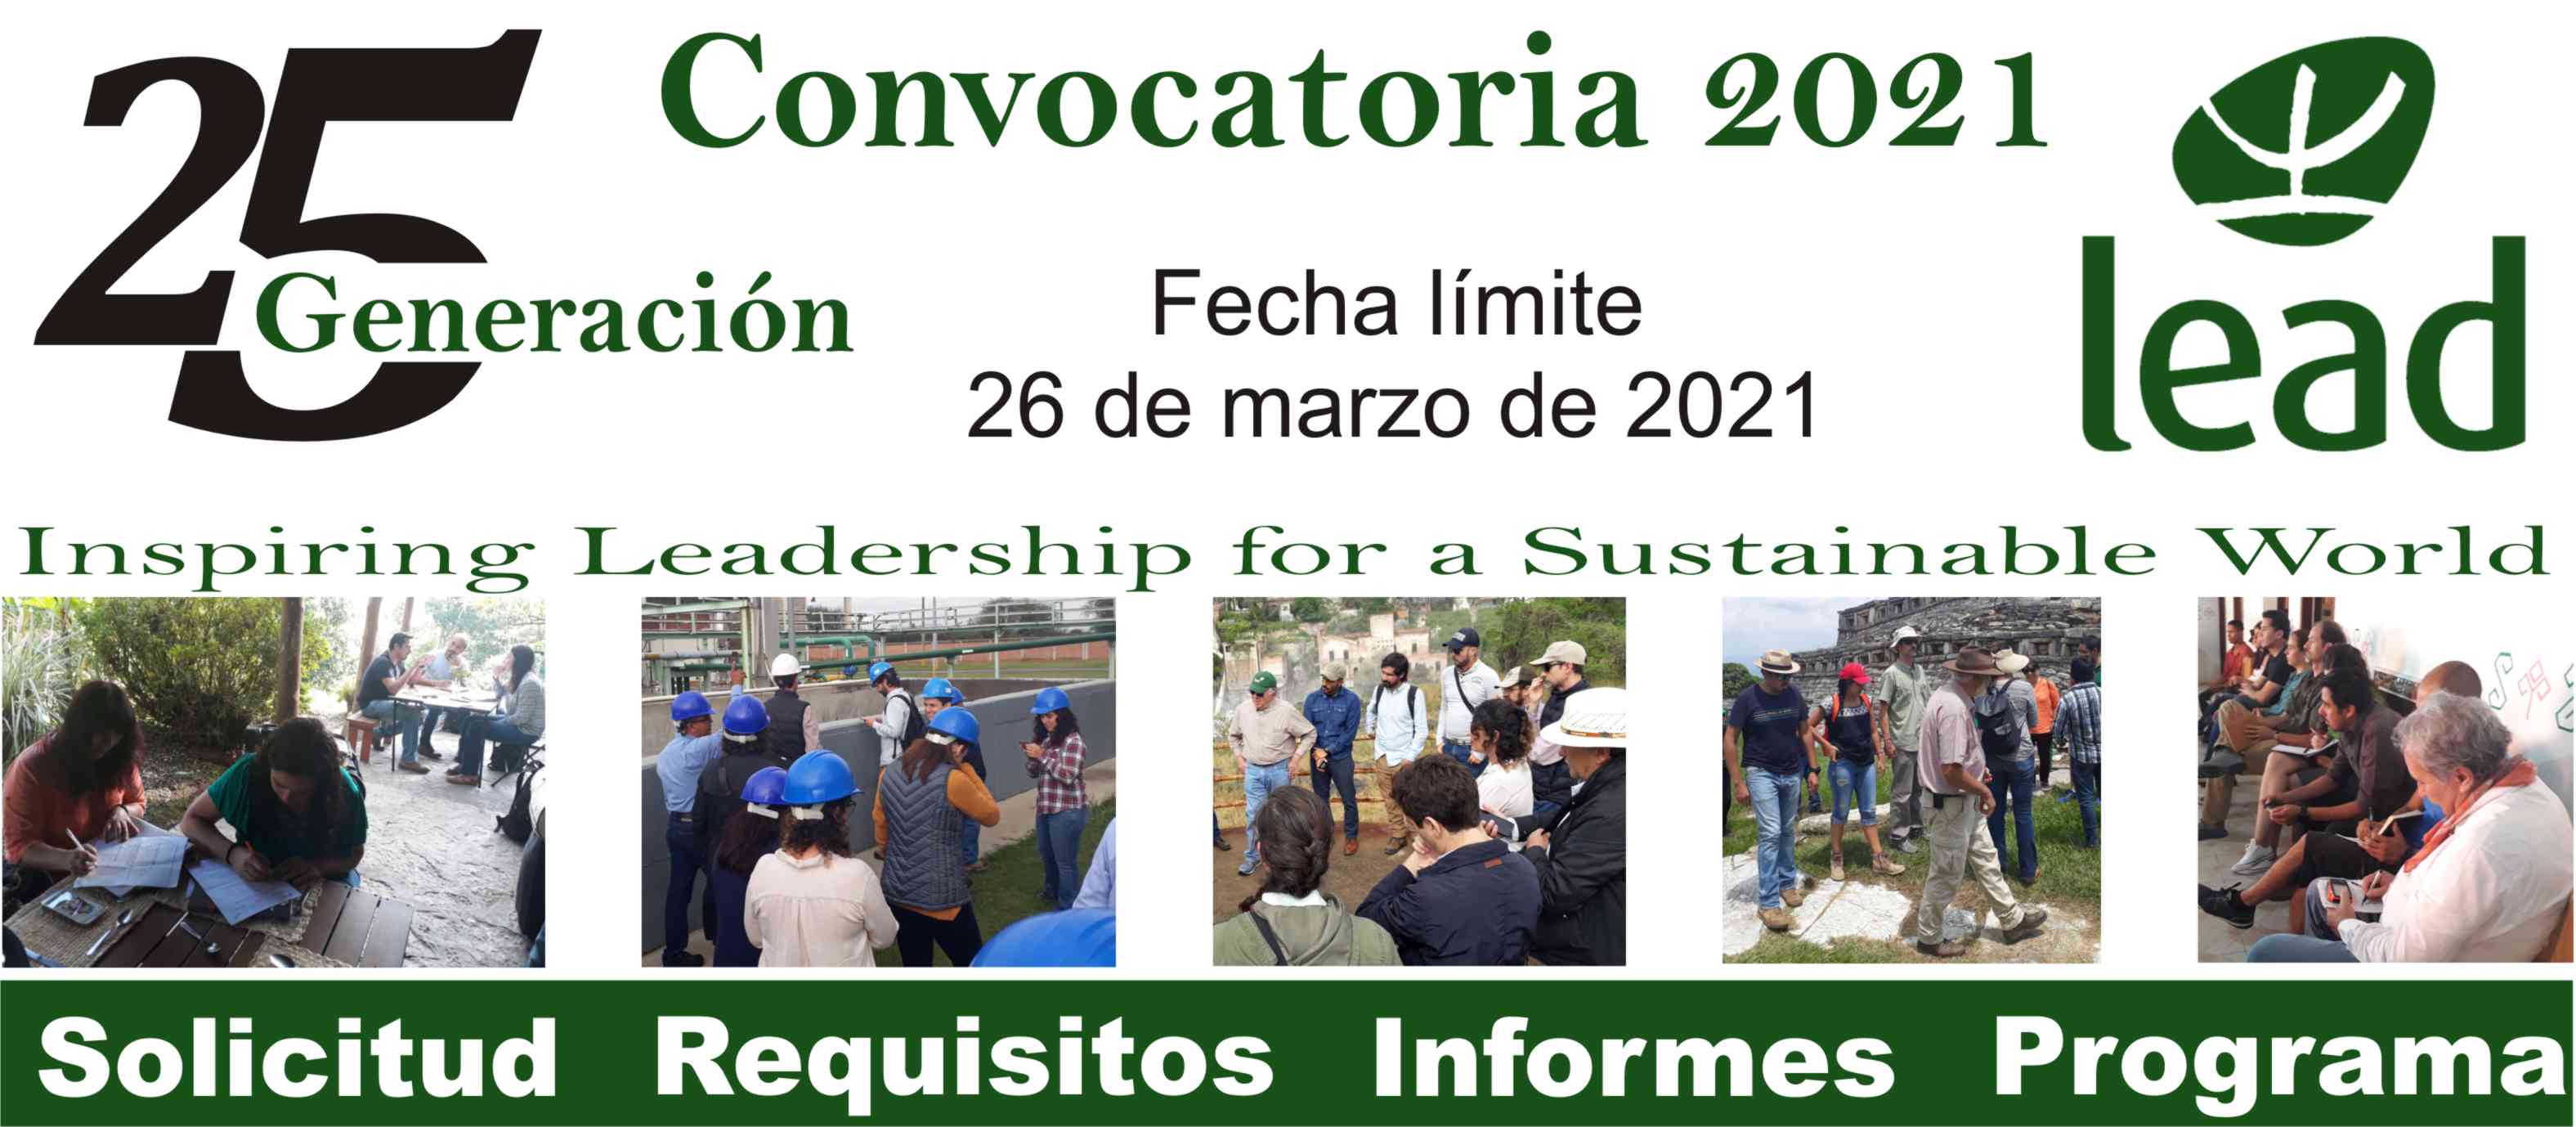 25
Generación
Convocatoria 2021
Fecha límite
26 de marzo de 2021
lead
Inspiring Leadership for a Sustainable World
Solicitud Requisitos Informes Programa